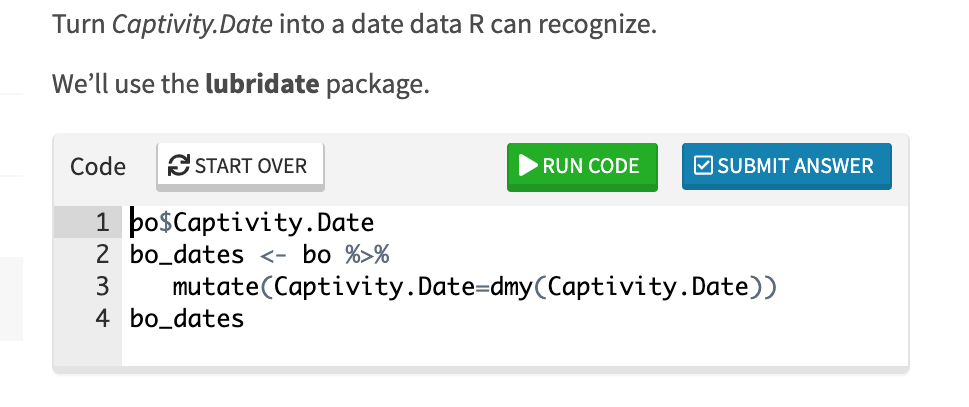 Turn Captivity.Date into a date data R can recognize.
We’ll use the lubridate package.
Code START OVER RUN CODE SUBMIT ANSWER
1 bo$Captivity.Date
2 bo_dates <- bo %>%
3 mutate(Captivity.Date=dmy(Captivity.Date))
4 bo_dates